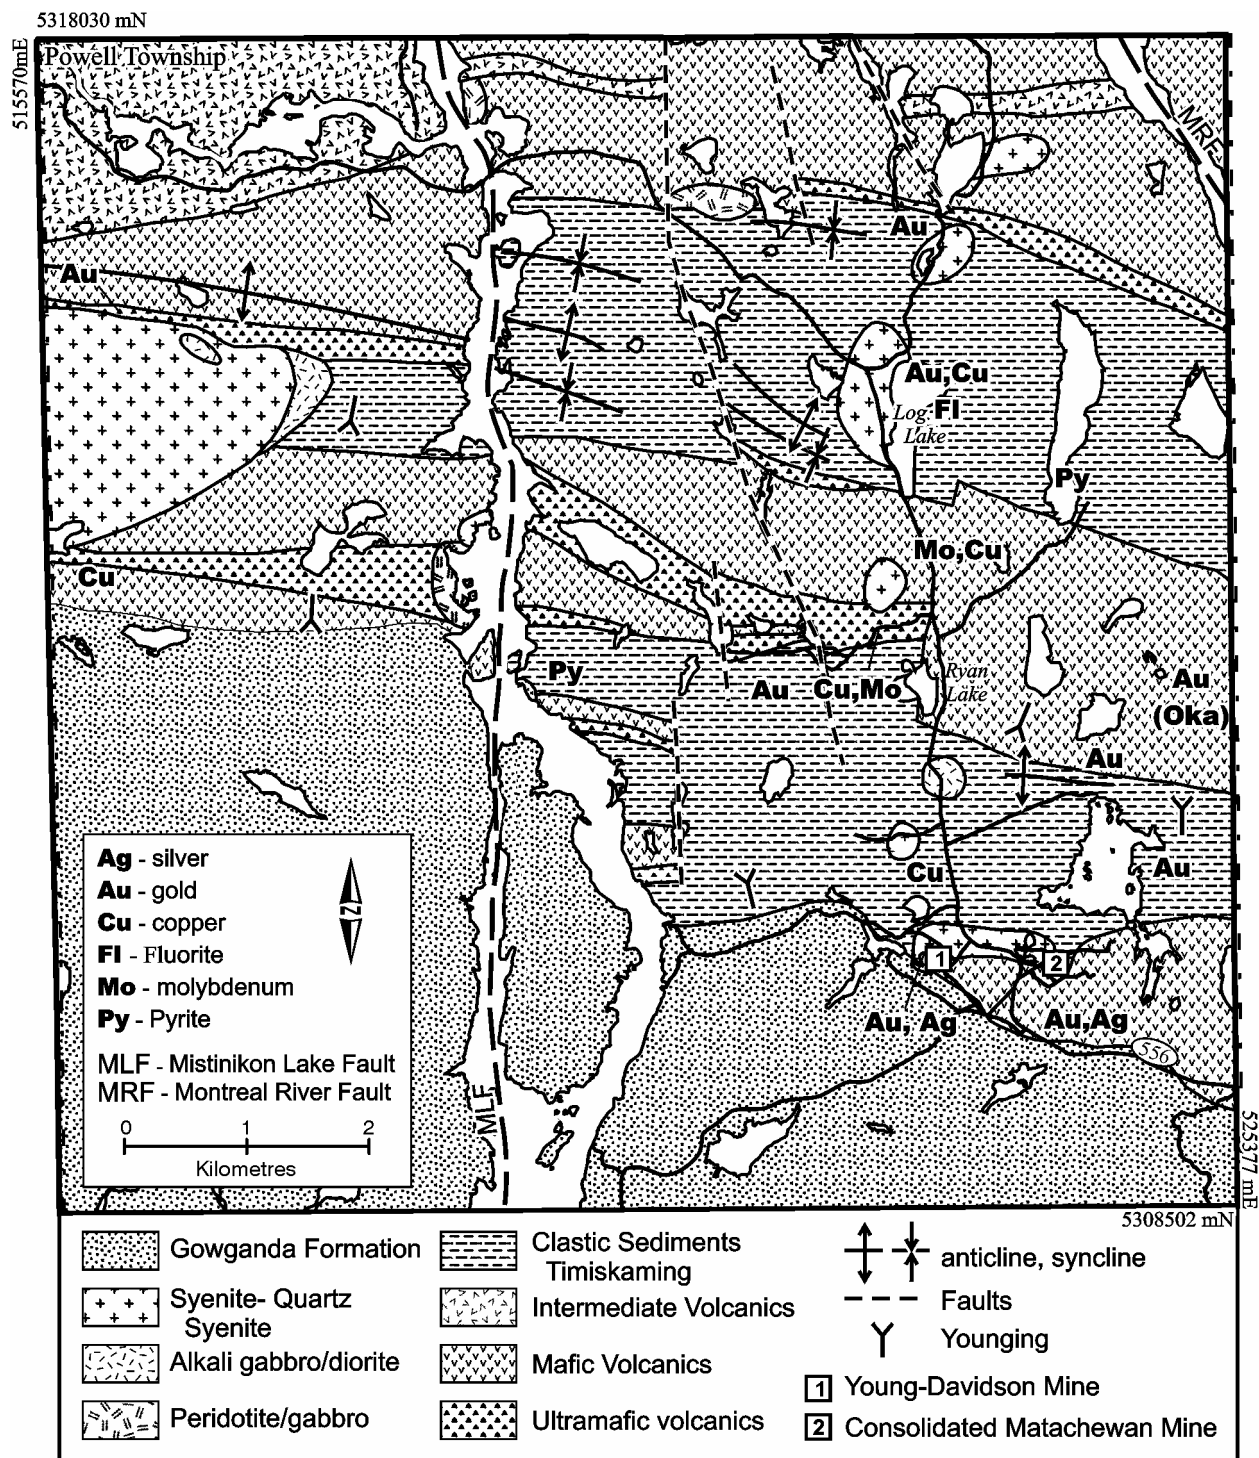 5318030 mN
515570mE
Powell Township
MRF
Au
Au
Au,Cu
Log Fl
Lake
Py
Mo,Cu
Cu
Py
Au
Cu,Mo
Ryan
Lake
Au
(Oka)
Au
Au
Cu
1
2
Au, Ag
Au,Ag
556
MLF
Ag - silver
Au - gold
Cu - copper
Fl - Fluorite
Mo - molybdenum
Py - Pyrite
N
MLF - Mistinikon Lake Fault
MRF - Montreal River Fault
0 1 2
Kilometres
525377 mE
5308502 mN
Gowganda Formation
Syenite- Quartz
Syenite
Alkali gabbro/diorite
Peridotite/gabbro
Clastic Sediments
Timiskaming
Intermediate Volcanics
Mafic Volcanics
Ultramafic volcanics
anticline, syncline
Faults
Younging
1 Young-Davidson Mine
2 Consolidated Matachewan Mine